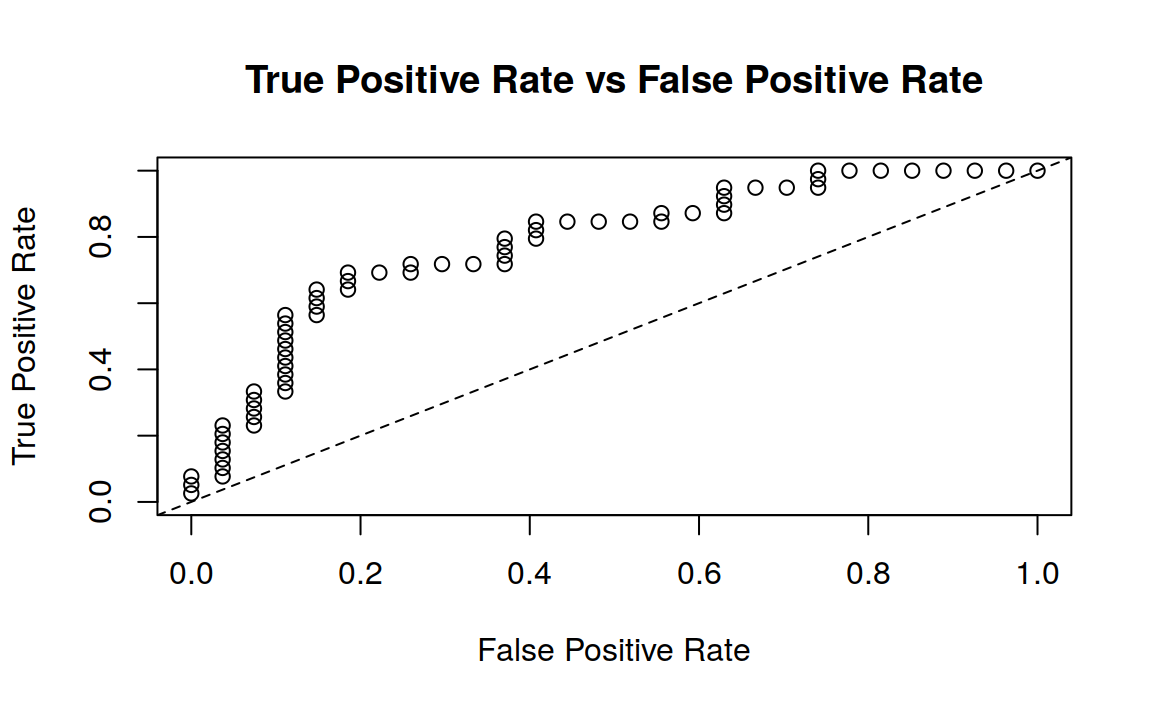 True Positive Rate vs False Positive Rate
True Positive Rate
0.8
0.4
0.0
0.0 0.2 0.4 0.6 0.8 1.0
False Positive Rate